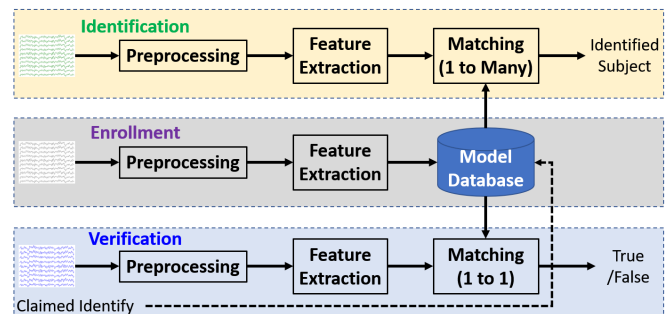 Identification
Preprocessing
Feature
Extraction
Matching
(1 to Many)
Identified
Subject
Enrollment
Preprocessing
Feature
Extraction
Model
Database
Verification
Preprocessing
Feature
Extraction
Matching
(1 to 1)
True
/False
Claimed Identify